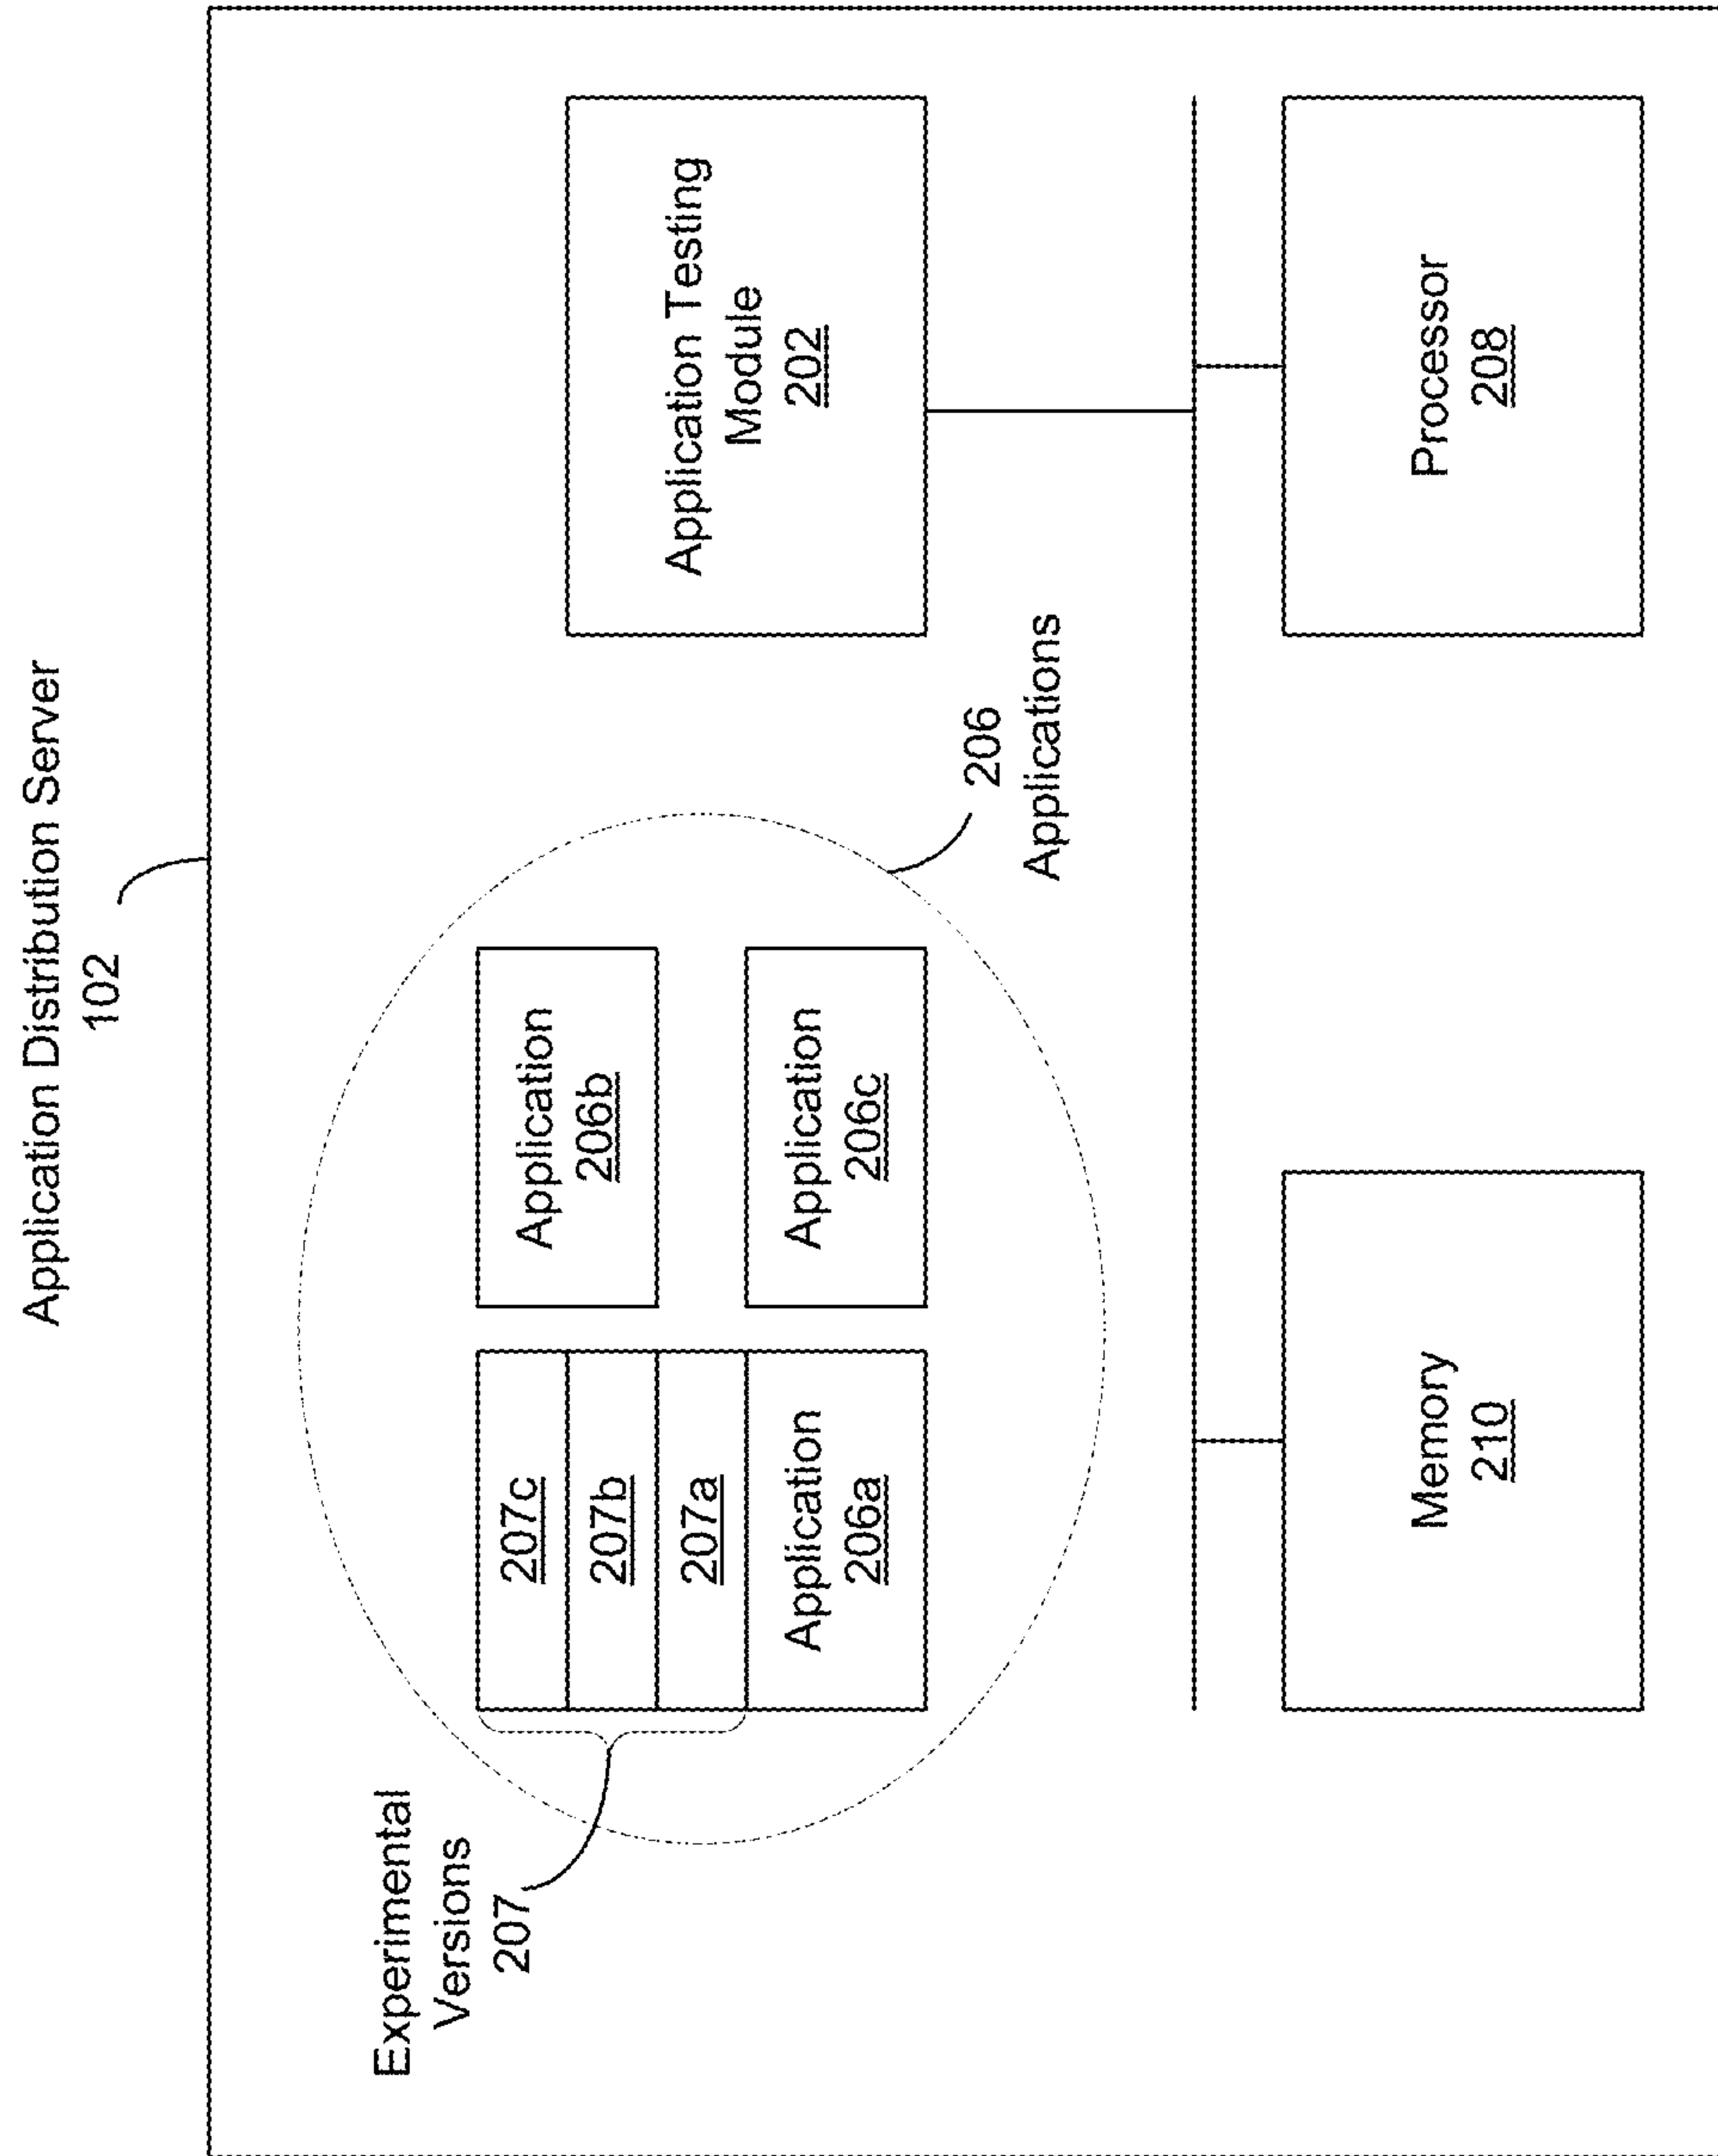 Application Distribution Server
102
Experimental
Versions
207
207c
207b
207a
Application
206a
Application
206b
Application
206c
206
Applications
Application Testing
Module
202
Memory
210
Processor
208